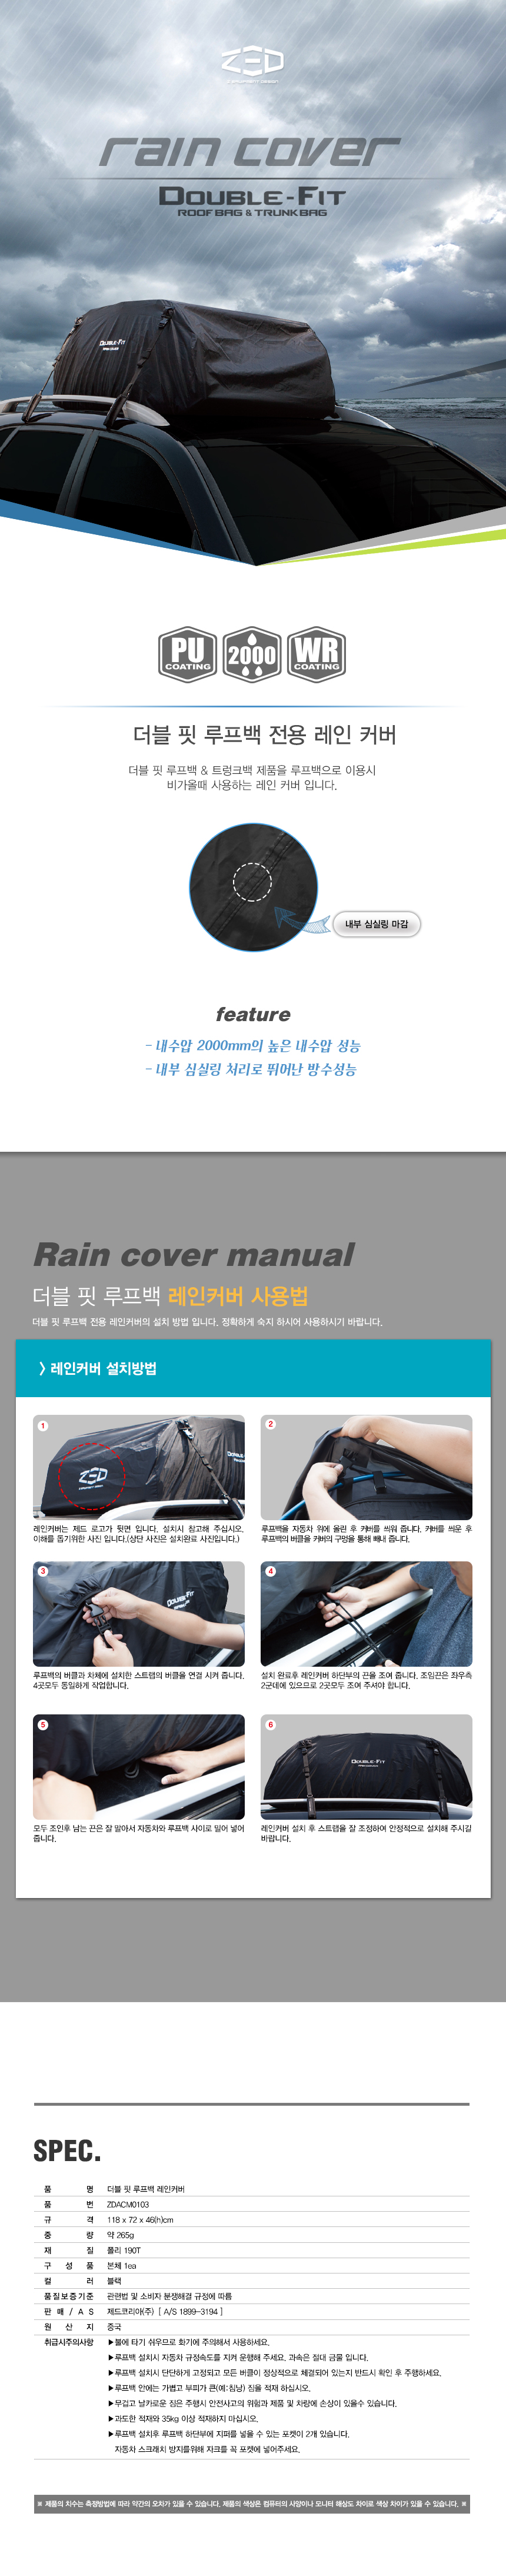 ZED
rain cover
DOUBLE-FIT
ROOF BAG & TRUNK BAG
DOUBLE-FIT
PU
COATING
2000
WR
COATING
더블 핏 루프백 전용 레인 커버
더블 핏 루프백 & 트렁크백 제품을 루프백으로 이용시
비가올때 사용하는 레인 커버 입니다.
내부 심실링 마감
feature
- 내수압 2000mm의 높은 내수압 성능
- 내부 심실링 처리로 뛰어난 방수성능
Rain cover manual
더블 핏 루프백 레인커버 사용법
더블 핏 루프백 전용 레인커버의 설치 방법 입니다. 정확하게 숙지 하시어 사용하시기 바랍니다.
> 레인커버 설치방법
1
ZED
DOUBLE-FIT
레인커버는 제드 로고가 뒷면 입니다. 설치시 참고해 주십시오.
이해를 돕기위한 사진 입니다.(상단 사진은 설치완료 사진입니다.)
2
루프백을 자동차 위에 올린 후 커버를 씌워 줍니다. 커버를 씌운 후
루프백의 버클을 커버의 구멍을 통해 빼내 줍니다.
3
DOUBLE-FIT
루프백의 버클과 차체에 설치한 스트랩의 버클을 연결 시켜 줍니다.
4곳모두 동일하게 작업합니다.
4
설치 완료후 레인커버 하단부의 끈을 조여 줍니다. 조임끈은 좌우측
2군데에 있으므로 2곳모두 조여 주셔야 합니다.
5
모두 조인후 남는 끈은 잘 말아서 자동차와 루프백 사이로 밀어 넣어
줍니다.
6
DOUBLE-FIT
레인커버 설치 후 스트랩을 잘 조정하여 안정적으로 설치해 주시길
바랍니다.
SPEC.
품 명 더블 핏 루프백 레인커버
품 번 ZDACM0103
규 격 118 x 72 x 46(h)cm
중 량 약 265g
재 질 폴리 190T
구 성 품 본체 1ea
컬 러 블랙
품질보증기준 관련법 및 소비자 분쟁해결 규정에 따름
판 매 / A S 제드코리아(주) [ A/S 1899-3194 ]
원 산 지 중국
취급시주의사항 ▶불에 타기 쉬우므로 화기에 주의해서 사용하세요.
▶루프백 설치시 자동차 규정속도를 지켜 운행해 주세요. 과속은 절대 금물 입니다.
▶루프백 설치시 단단하게 고정되고 모든 버클이 정상적으로 체결되어 있는지 반드시 확인 후 주행하세요.
▶루프백 안에는 가볍고 부피가 큰(예:침낭) 짐을 적재 하십시오.
▶무겁고 날카로운 짐은 주행시 안전사고의 위험과 제품 및 차량에 손상이 있을수 있습니다.
▶과도한 적재와 35kg 이상 적재하지 마십시오.
▶루프백 설치후 루프백 하단부에 지퍼를 넣을 수 있는 포켓이 2개 있습니다.
자동차 스크래치 방지를위해 자크를 꼭 포켓에 넣어주세요.
※ 제품의 치수는 측정방법에 따라 약간의 오차가 있을 수 있습니다. 제품의 색상은 컴퓨터의 사양이나 모니터 해상도 차이로 색상 차이가 있을 수 있습니다. ※